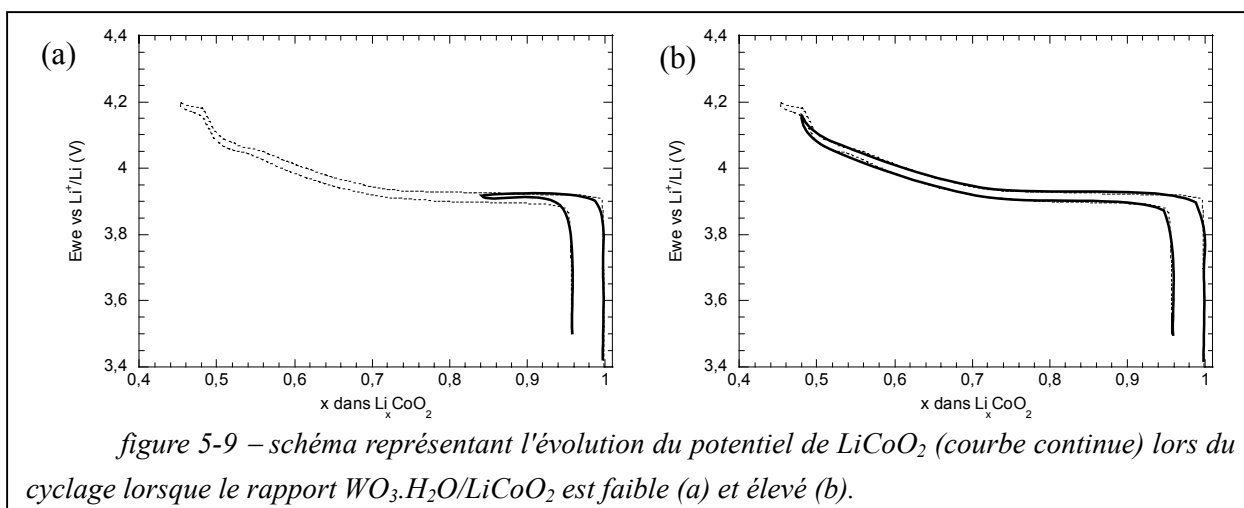 (a)
4,4
4,2
4
3,8
3,6
3,4
Ewe vs Li⁺/Li (V)
0,4 0,5 0,6 0,7 0,8 0,9 1
x dans LiₓCoO₂
(b)
4,4
4,2
4
3,8
3,6
3,4
Ewe vs Li⁺/Li (V)
0,4 0,5 0,6 0,7 0,8 0,9 1
x dans LiₓCoO₂
figure 5-9 – schéma représentant l'évolution du potentiel de LiCoO₂ (courbe continue) lors du
cyclage lorsque le rapport WO₃.H₂O/LiCoO₂ est faible (a) et élevé (b).